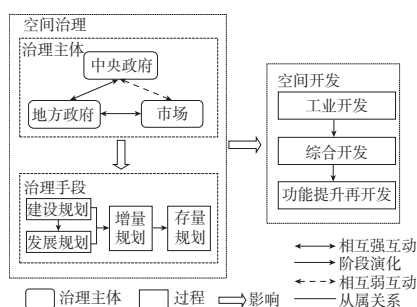 空间治理
治理主体
中央政府
地方政府
市场
治理手段
建设规划
发展规划
增量
规划
存量
规划
空间开发
工业开发
综合开发
功能提升再开发
相互强互动
阶段演化
相互弱互动
从属关系
治理主体
过程
影响